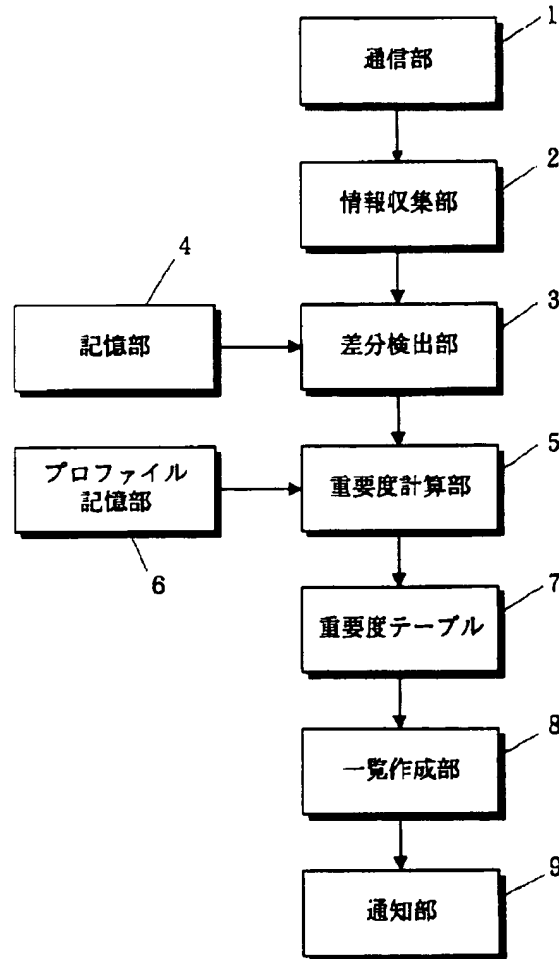 1
通信部
2
情報収集部
4
3
記憶部
差分検出部
5
プロファイル
記憶部
重要度計算部
6
7
重要度テーブル
8
一覧作成部
9
通知部